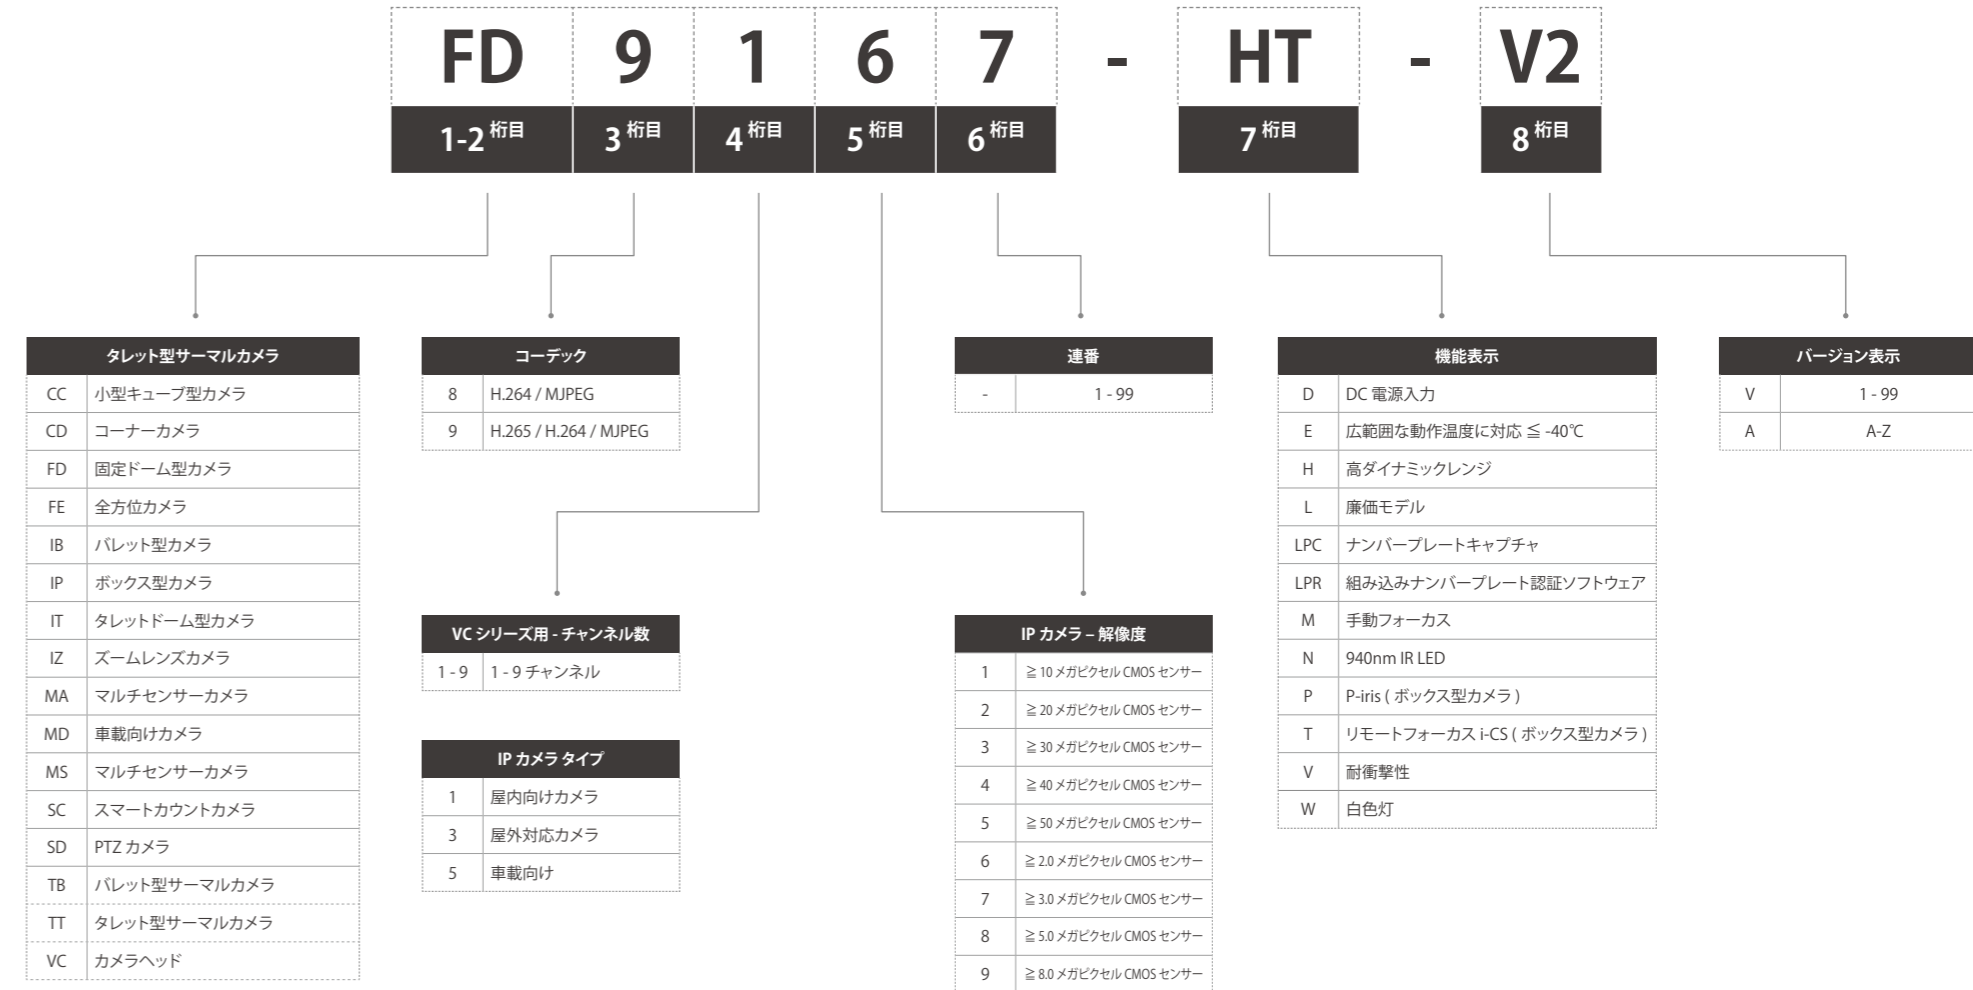 FD 9 1 6 7 - HT - V2
1-2 桁目 3 桁目 4 桁目 5 桁目 6 桁目 7 桁目 8 桁目
タレット型サーマルカメラ
CC 小型キューブ型カメラ
CD コーナーカメラ
FD 固定ドーム型カメラ
FE 全方位カメラ
IB バレット型カメラ
IP ボックス型カメラ
IT タレットドーム型カメラ
IZ ズームレンズカメラ
MA マルチセンサーカメラ
MD 車載向けカメラ
MS マルチセンサーカメラ
SC スマートカウントカメラ
SD PTZ カメラ
TB バレット型サーマルカメラ
TT タレット型サーマルカメラ
VC カメラヘッド
コーデック
8 H.264 / MJPEG
9 H.265 / H.264 / MJPEG
VC シリーズ用 - チャンネル数
1 - 9 1 - 9 チャンネル
IP カメラ タイプ
1 屋内向けカメラ
3 屋外対応カメラ
5 車載向け
連番
- 1 - 99
IP カメラ – 解像度
1 ≧ 10 メガピクセル CMOS センサー
2 ≧ 20 メガピクセル CMOS センサー
3 ≧ 30 メガピクセル CMOS センサー
4 ≧ 40 メガピクセル CMOS センサー
5 ≧ 50 メガピクセル CMOS センサー
6 ≧ 2.0 メガピクセル CMOS センサー
7 ≧ 3.0 メガピクセル CMOS センサー
8 ≧ 5.0 メガピクセル CMOS センサー
9 ≧ 8.0 メガピクセル CMOS センサー
機能表示
D DC 電源入力
E 広範囲な動作温度に対応 ≦ -40℃
H 高ダイナミックレンジ
L 廉価モデル
LPC ナンバープレートキャプチャ
LPR 組み込みナンバープレート認証ソフトウェア
M 手動フォーカス
N 940nm IR LED
P P-iris ( ボックス型カメラ )
T リモートフォーカス i-CS ( ボックス型カメラ )
V 耐衝撃性
W 白色灯
バージョン表示
V 1 - 99
A A-Z